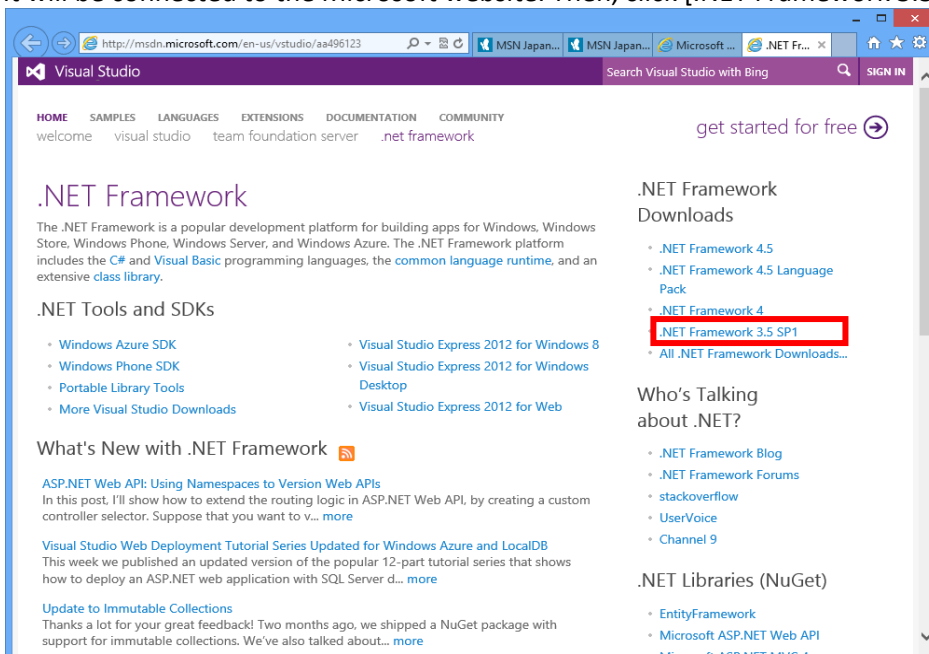 it will be connected to the microsoft website. Then, click [.NET Framework 3.5
http://msdn.microsoft.com/en-us/vstudio/aa496123
MSN Japan...
MSN Japan...
Microsoft ...
.NET Fr...
Visual Studio
Search Visual Studio with Bing
SIGN IN
HOME SAMPLES LANGUAGES EXTENSIONS DOCUMENTATION COMMUNITY
welcome visual studio team foundation server .net framework
get started for free
.NET Framework
The .NET Framework is a popular development platform for building apps for Windows, Windows
Store, Windows Phone, Windows Server, and Windows Azure. The .NET Framework platform
includes the C# and Visual Basic programming languages, the common language runtime, and an
extensive class library.
.NET Tools and SDKs
Windows Azure SDK
Windows Phone SDK
Portable Library Tools
More Visual Studio Downloads
Visual Studio Express 2012 for Windows 8
Visual Studio Express 2012 for Windows
Desktop
Visual Studio Express 2012 for Web
What's New with .NET Framework
ASP.NET Web API: Using Namespaces to Version Web APIs
In this post, I'll show how to extend the routing logic in ASP.NET Web API, by creating a custom
controller selector. Suppose that you want to v... more
Visual Studio Web Deployment Tutorial Series Updated for Windows Azure and LocalDB
This week we published an updated version of the popular 12-part tutorial series that shows
how to deploy an ASP.NET web application with SQL Server d... more
Update to Immutable Collections
Thanks a lot for your great feedback! Two months ago, we shipped a NuGet package with
support for immutable collections. We've also talked about... more
.NET Framework
Downloads
.NET Framework 4.5
.NET Framework 4.5 Language
Pack
.NET Framework 4
.NET Framework 3.5 SP1
All .NET Framework Downloads...
Who's Talking
about .NET?
.NET Framework Blog
.NET Framework Forums
stackoverflow
UserVoice
Channel 9
.NET Libraries (NuGet)
EntityFramework
Microsoft ASP.NET Web API